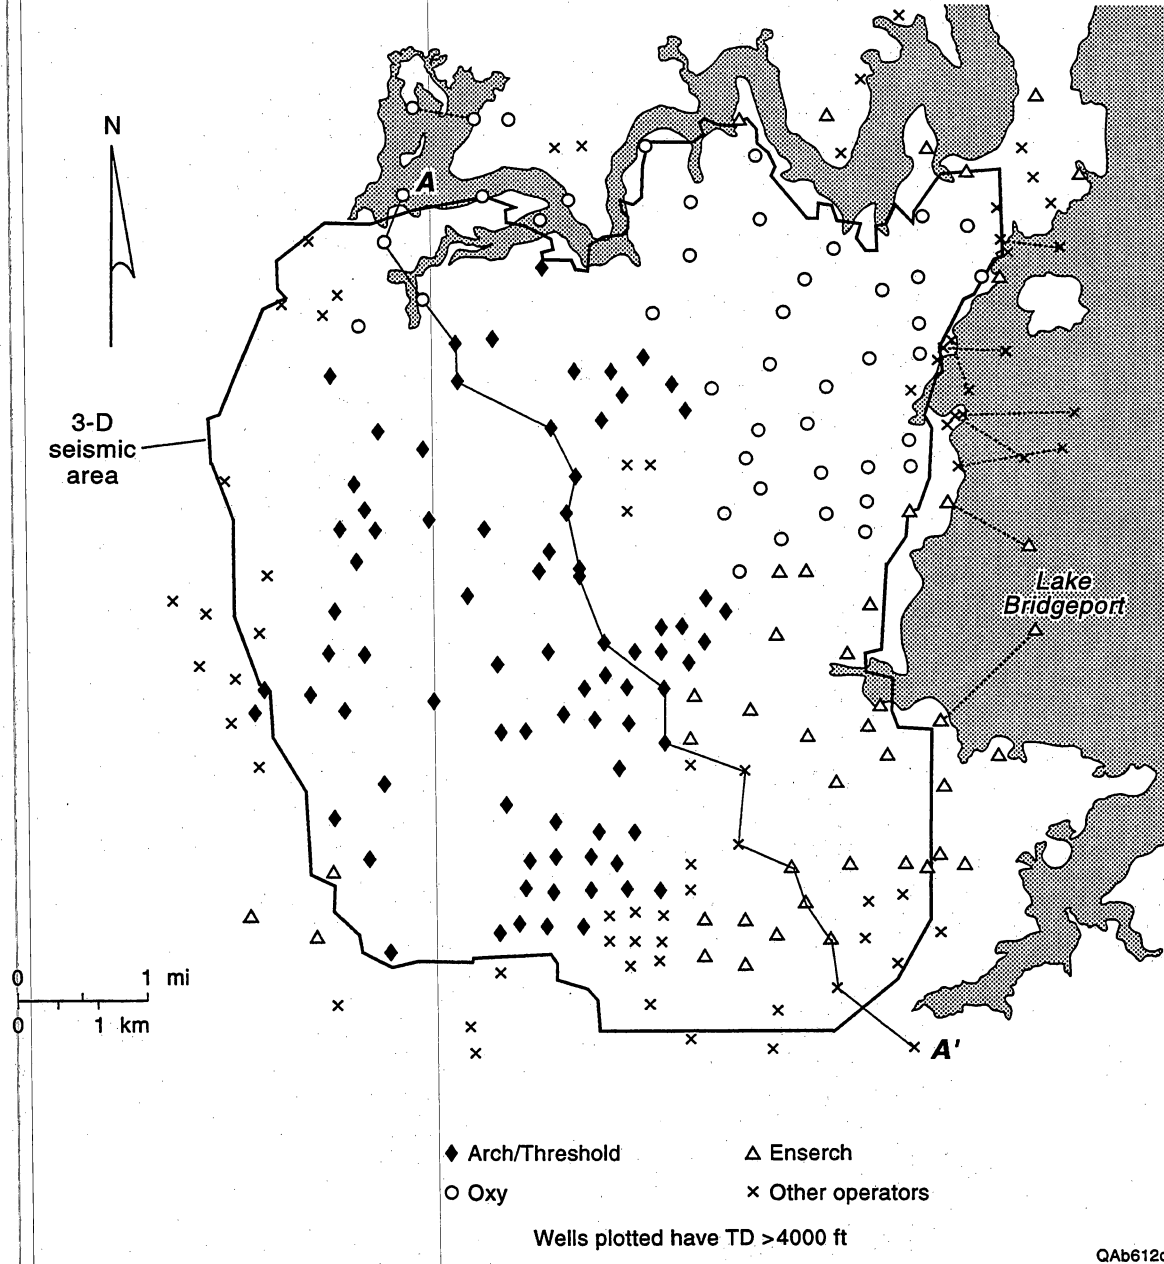 N
A
3-D
seismic
area
Lake
Bridgeport
0 1 mi
0 1 km
A'
Arch/Threshold
Enserch
Oxy
Other operators
Wells plotted have TD >4000 ft
QAb612c